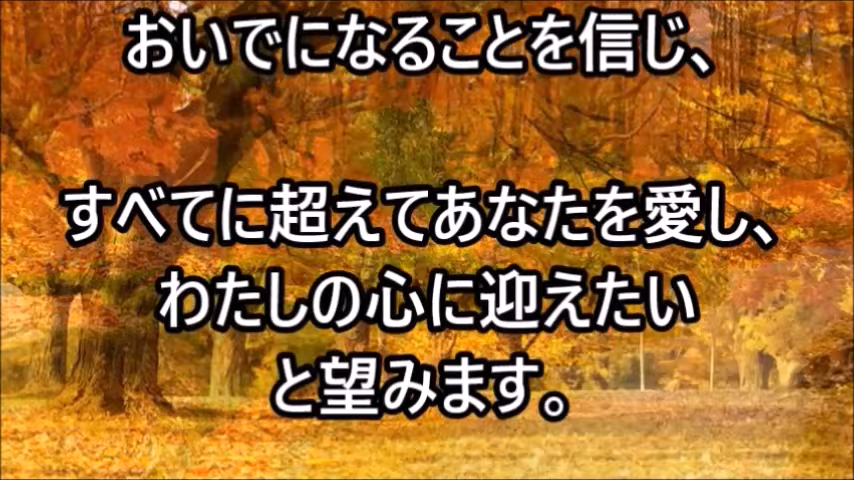 おいでになることを信じ、
すべてに超えてあなたを愛し、
わたしの心に迎えたい
と望みます。